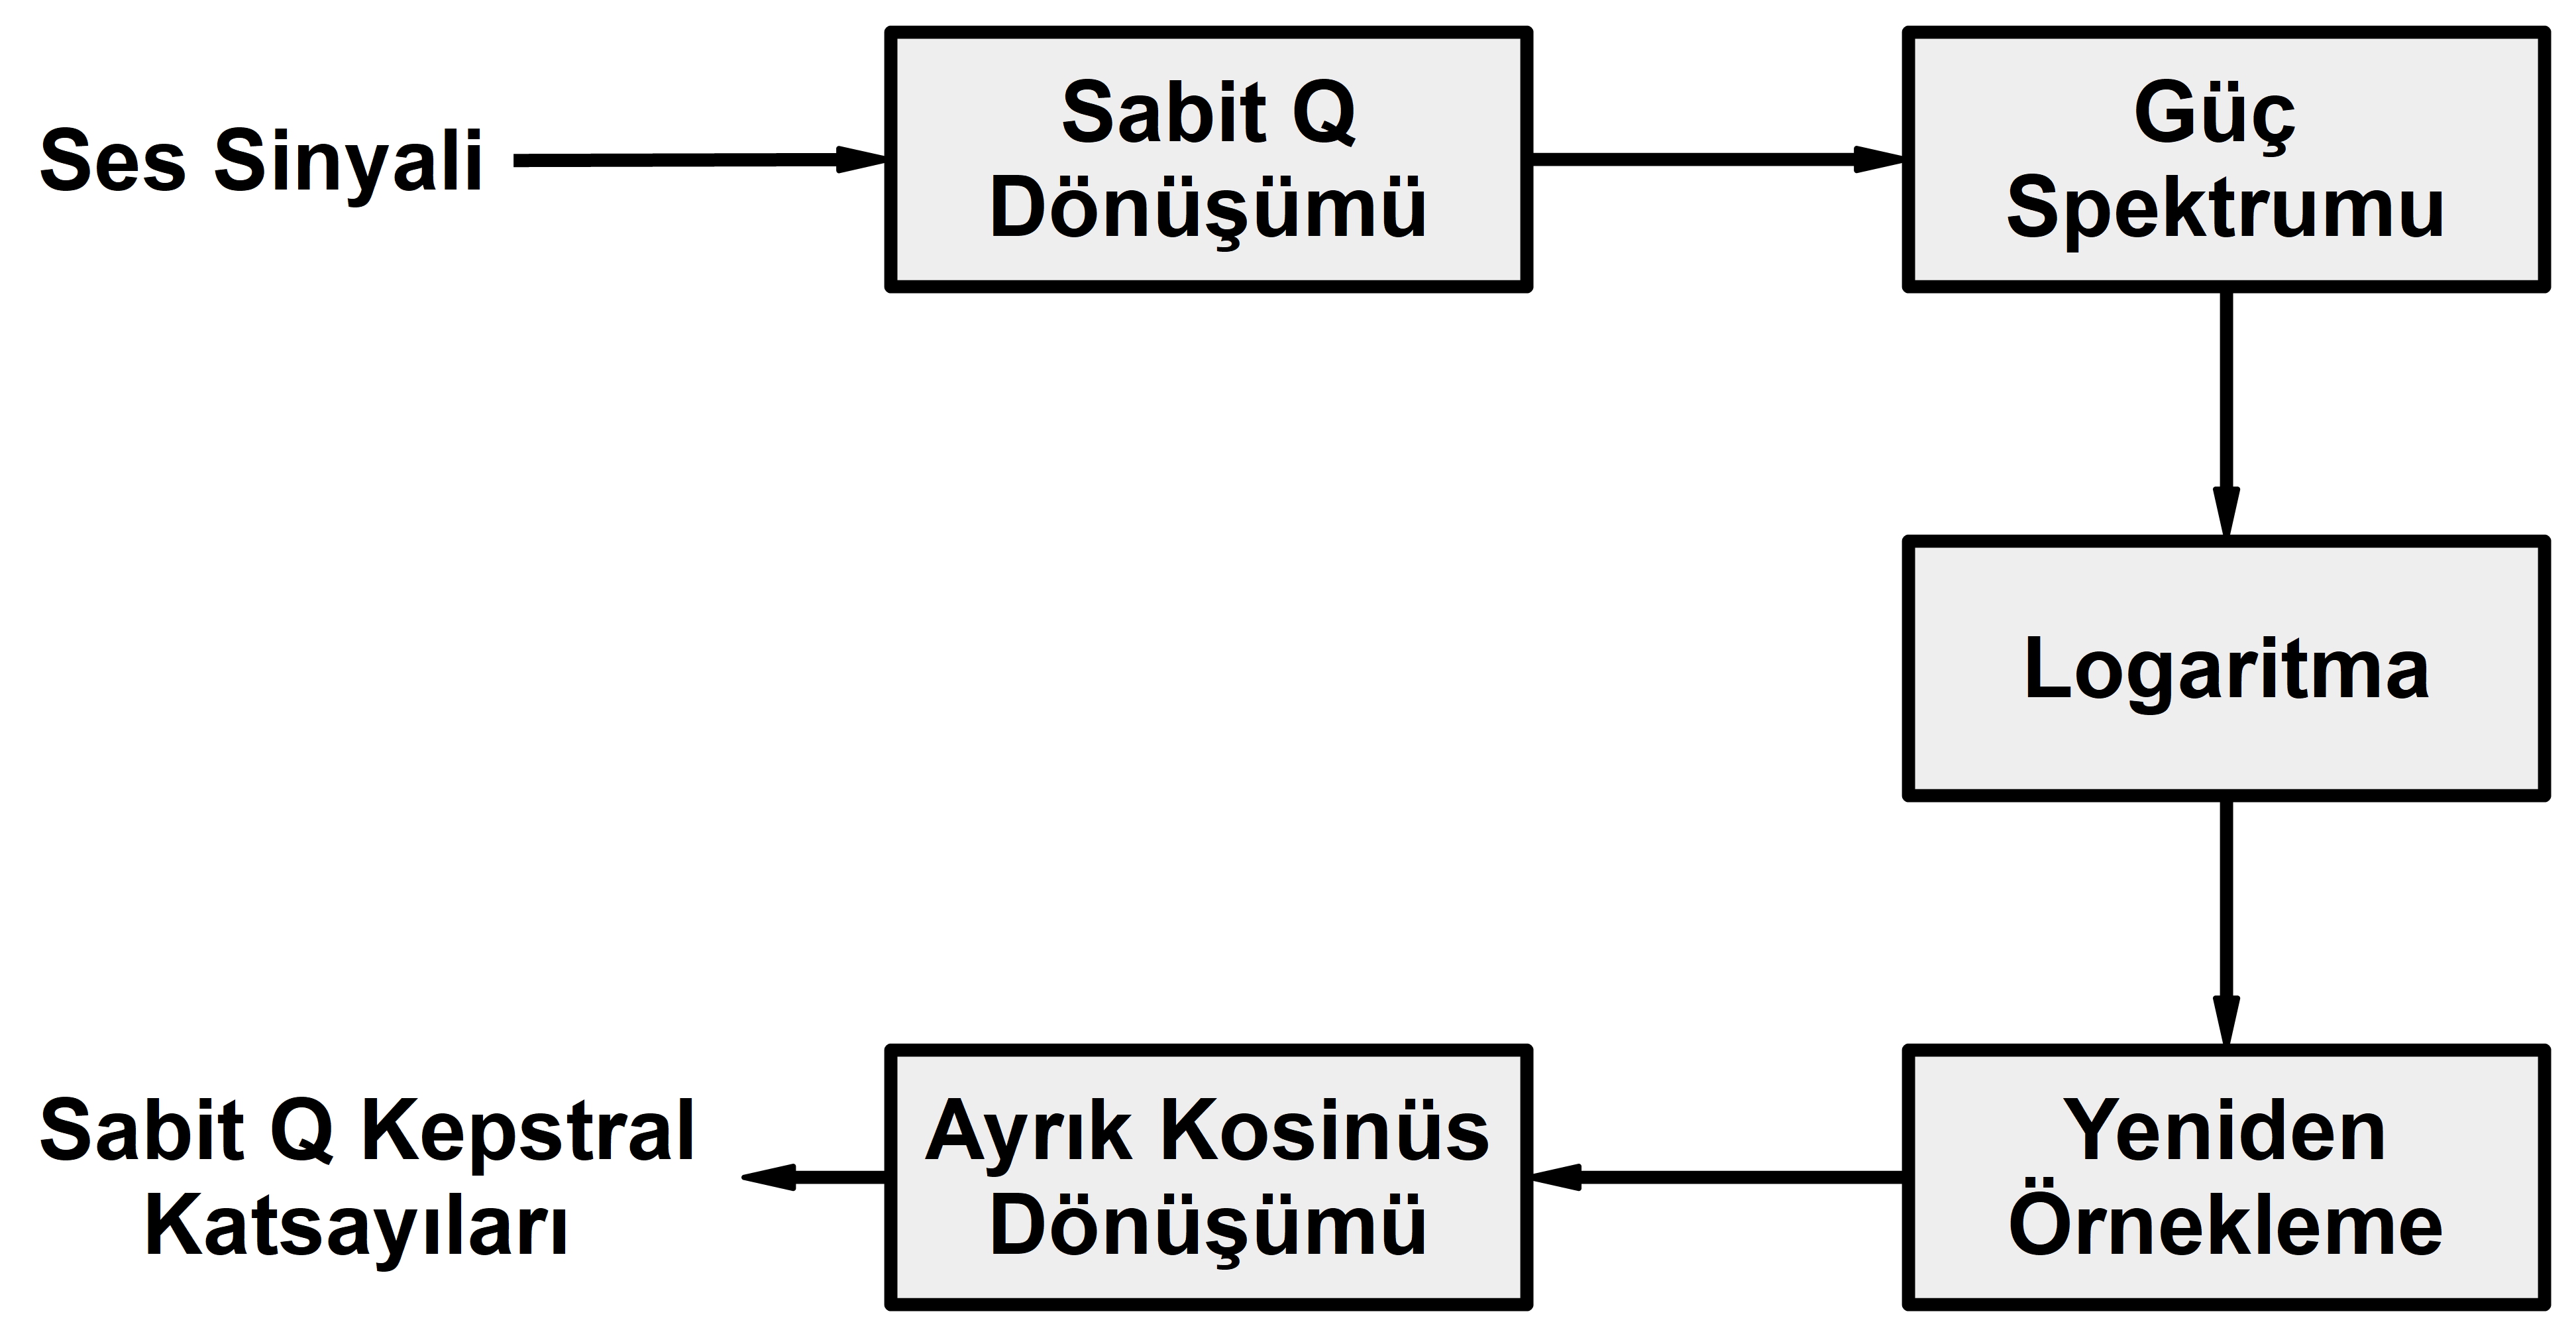 Ses Sinyali
Sabit Q
Dönüşümü
Güç
Spektrumu
Logaritma
Yeniden
Örnekleme
Ayrık Kosinüs
Dönüşümü
Sabit Q Kepstral
Katsayıları